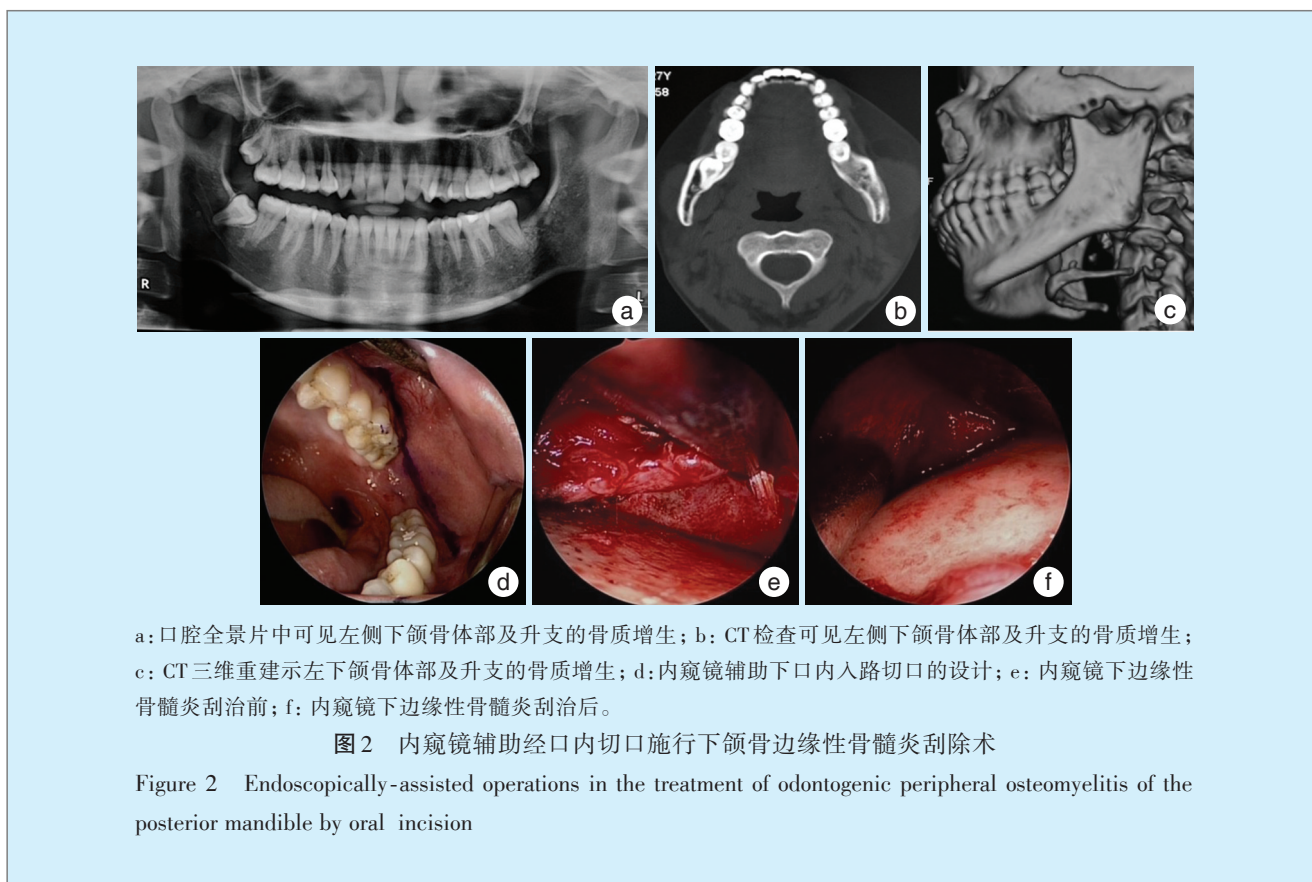 27Y
58
F
R
L
a
b
c
d
e
f
a:口腔全景片中可见左侧下颌骨体部及升支的骨质增生;b:CT检查可见左侧下颌骨体部及升支的骨质增生;
c:CT三维重建示左下颌骨体部及升支的骨质增生;d:内窥镜辅助下口内入路切口的设计;e:内窥镜下边缘性
骨髓炎刮治前;f:内窥镜下边缘性骨髓炎刮治后。
图2 内窥镜辅助经口内切口施行下颌骨边缘性骨髓炎刮除术
Figure 2 Endoscopically-assisted operations in the treatment of odontogenic peripheral osteomyelitis of the
posterior mandible by oral incision